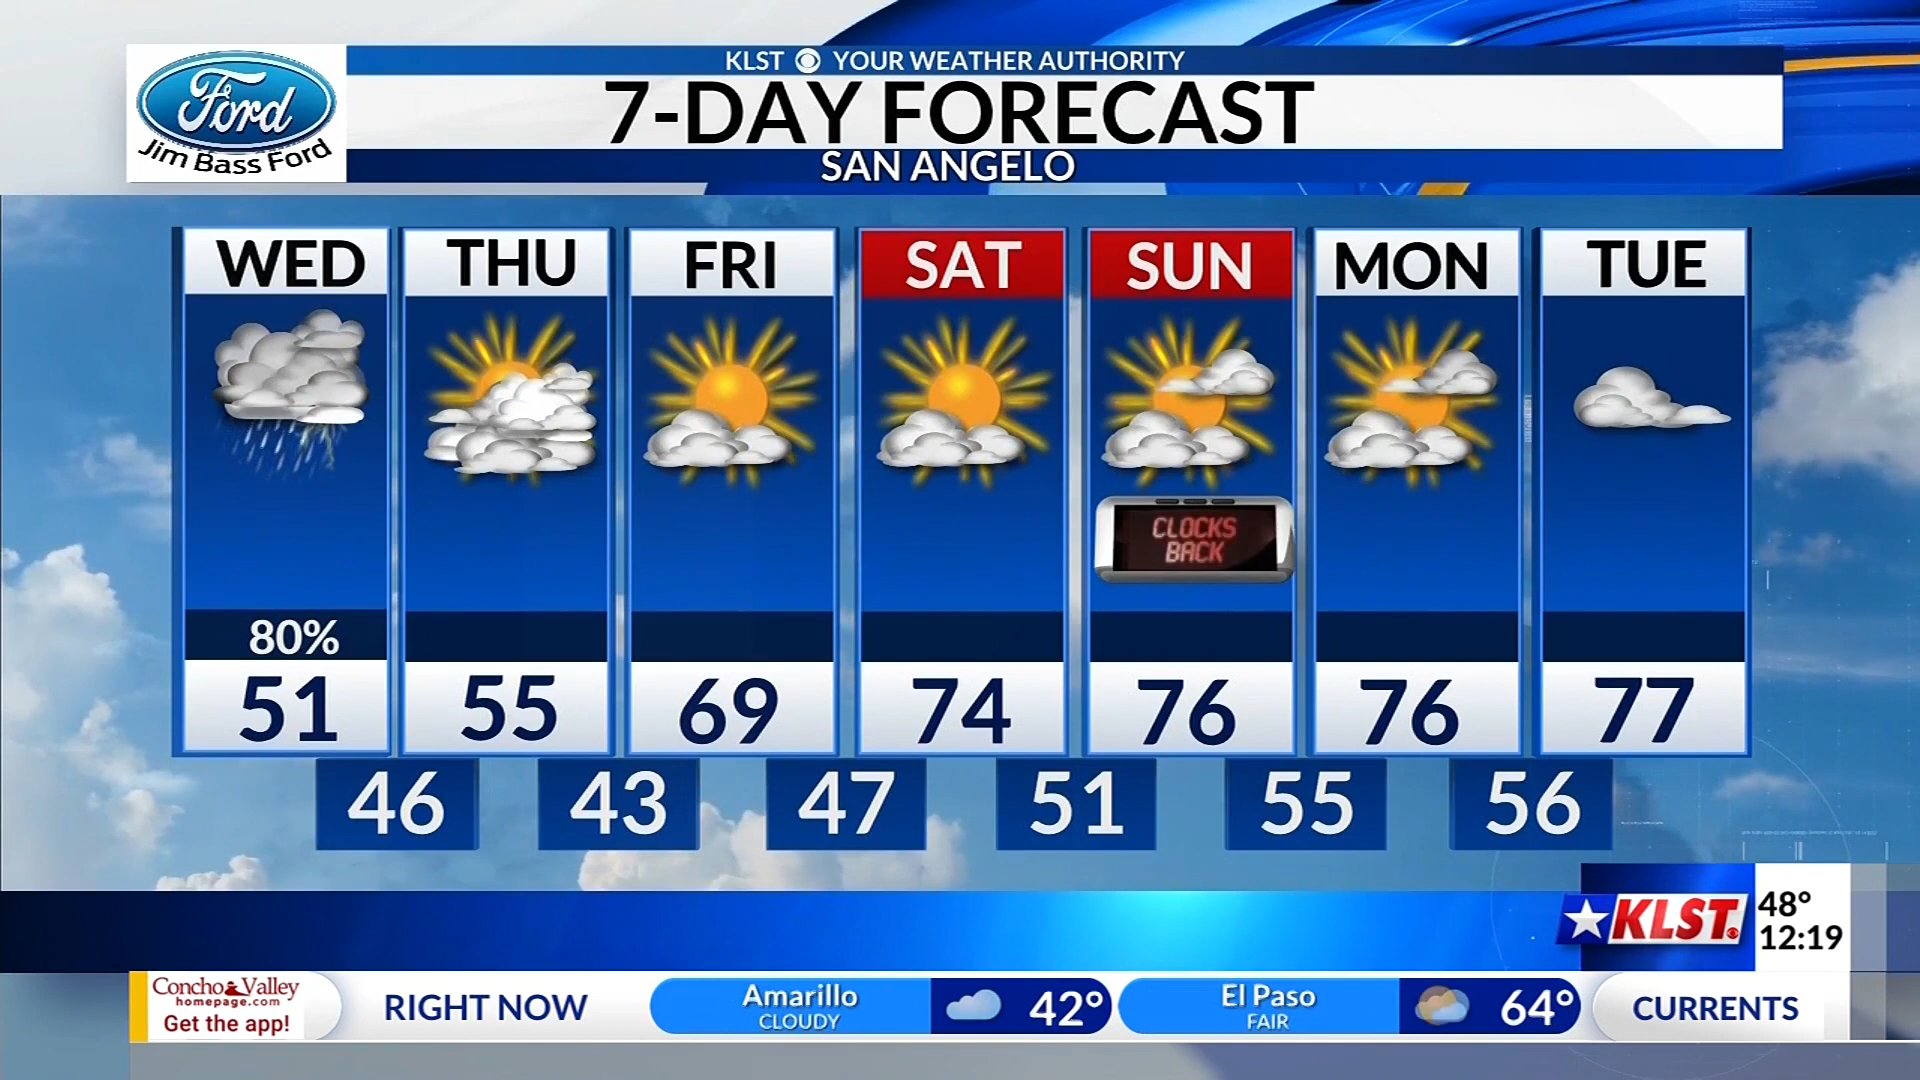 Ford
Jim Bass Ford
KLST YOUR WEATHER AUTHORITY
7-DAY FORECAST
SAN ANGELO
WED THU FRI SAT SUN MON TUE
CLOCKS
BACK
80%
51 55 69 74 76 76 77
46 43 47 51 55 56
KLST
48°
12:19
Concho Valley
homepage.com
Get the app!
RIGHT NOW
Amarillo
CLOUDY
42°
El Paso
FAIR
64°
CURRENTS